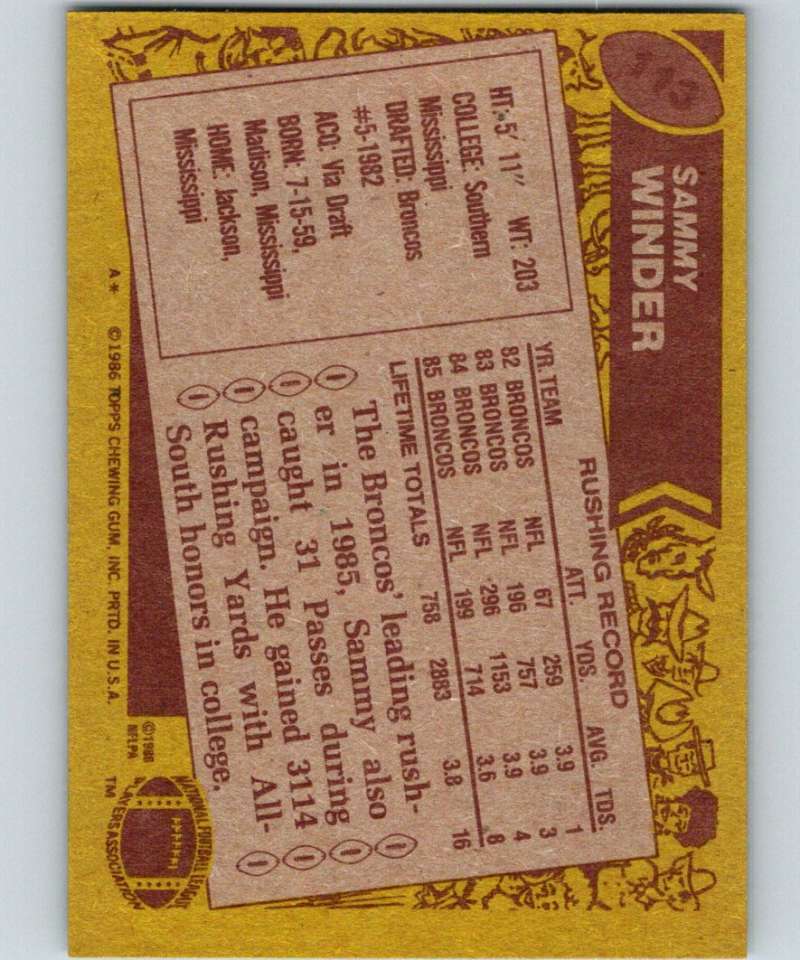 113
SAMMY
WINDER
HT: 5' 11" WT: 203
COLLEGE: Southern
Mississippi
DRAFTED: Broncos
#5-1982
ACQ: Via Draft
BORN: 7-15-59,
Madison, Mississippi
HOME: Jackson,
Mississippi
RUSHING RECORD
YR. TEAM ATT. YDS. AVG. TDS.
82 BRONCOS NFL 67 259 3.9 1
83 BRONCOS NFL 196 757 3.9 3
84 BRONCOS NFL 296 1153 3.9 4
85 BRONCOS NFL 199 714 3.6 8
LIFETIME TOTALS 758 2883 3.8 16
The Broncos' leading rush-
er in 1985, Sammy also
caught 31 Passes during
campaign. He gained 3114
Rushing Yards with All-
South honors in college.
A* ©1986 TOPPS CHEWING GUM, INC. PRTD. IN U.S.A.
©1986
NFLPA
NATIONAL FOOTBALL LEAGUE
PLAYERS ASSOCIATION
TM